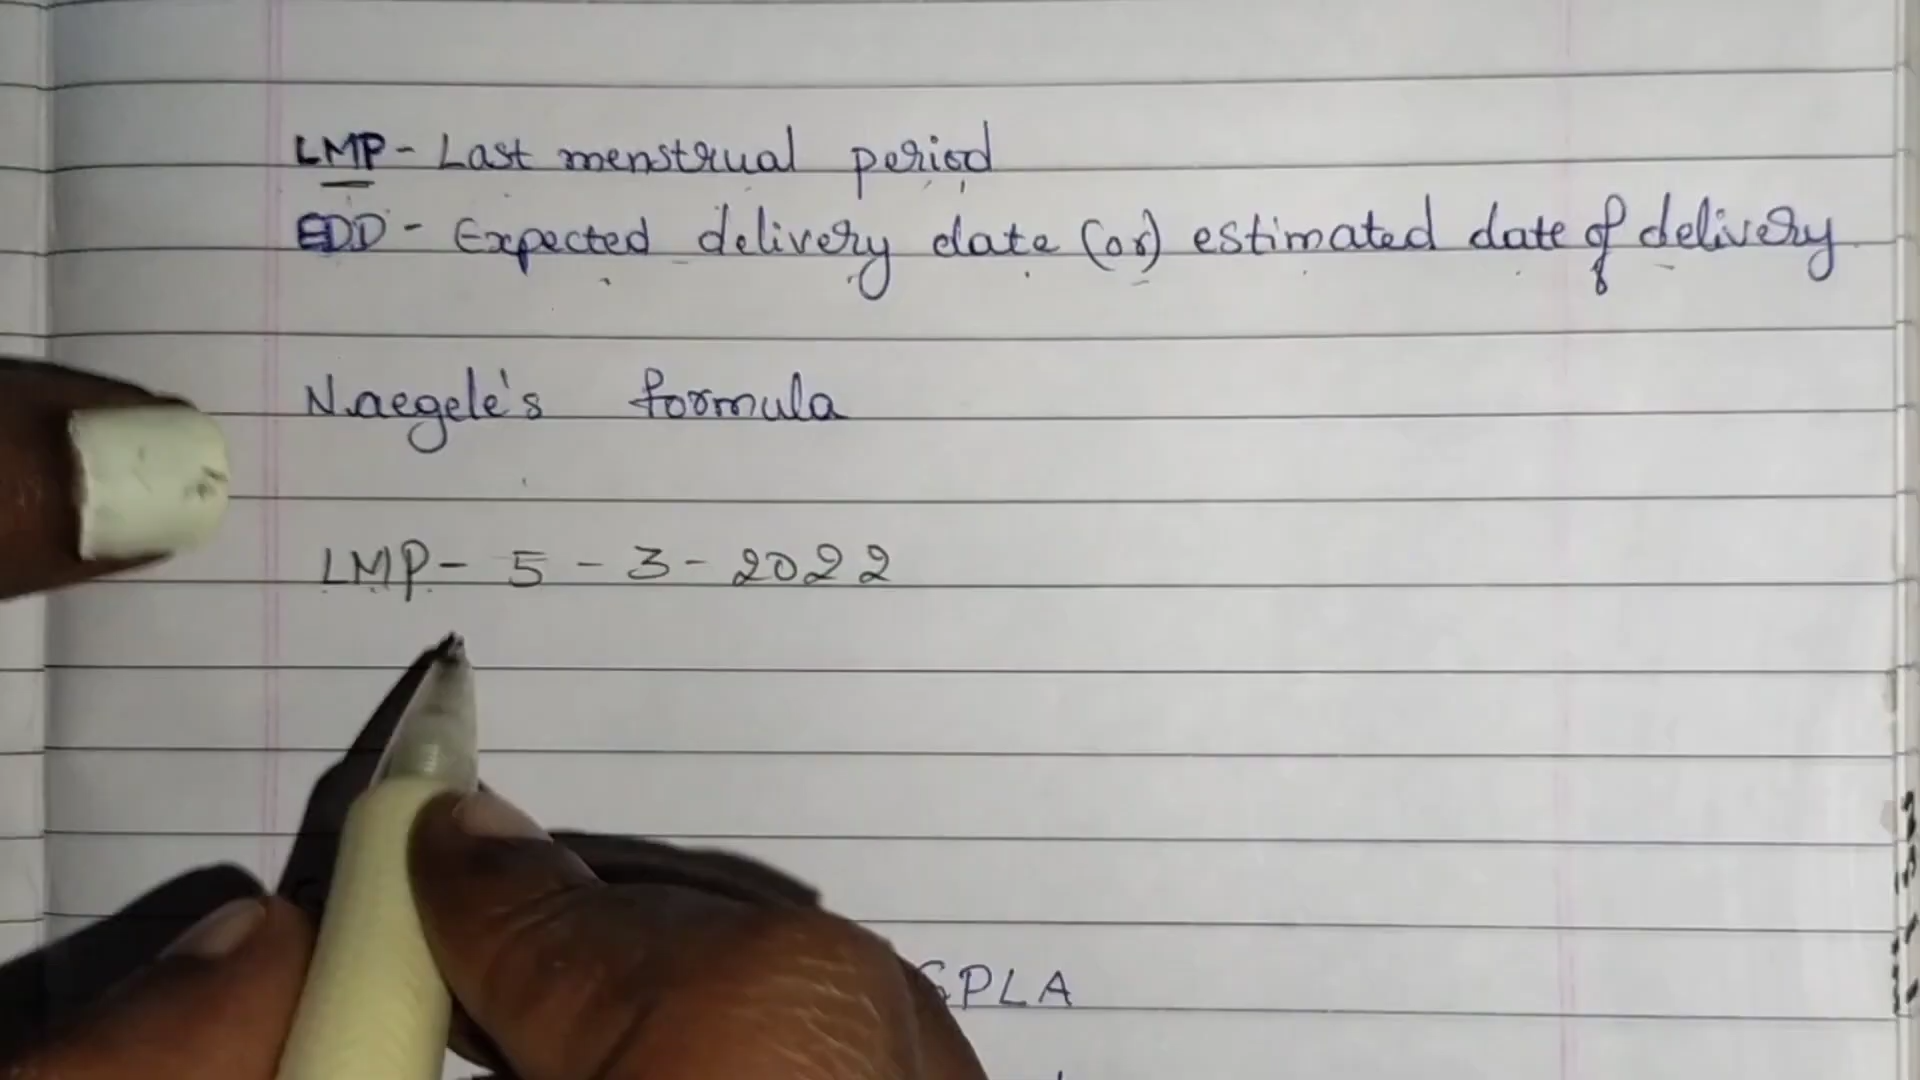 LMP - Last menstrual period
EDD - Expected delivery date (or) estimated date of delivery
Naegele's formula
LMP - 5 - 3 - 2022
GPLA